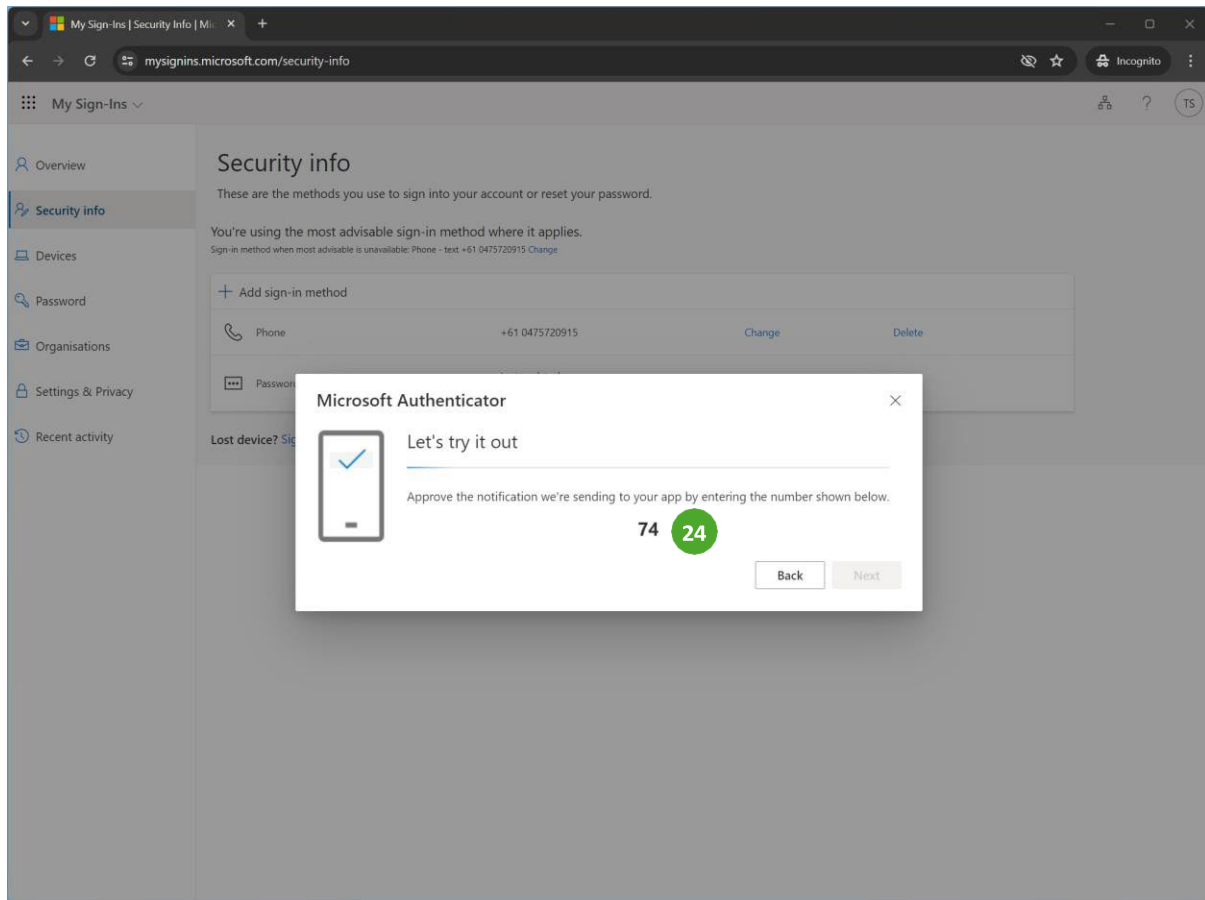 My Sign-Ins | Security Info | Mi
mysignins.microsoft.com/security-info
Incognito
My Sign-Ins
? TS
Overview
Security info
Devices
Password
Organisations
Settings & Privacy
Recent activity
Security info
These are the methods you use to sign into your account or reset your password.
You're using the most advisable sign-in method where it applies.
Sign-in method when most advisable is unavailable: Phone - text +61 0475720915 Change
+ Add sign-in method
Phone +61 0475720915 Change Delete
Passwor
Lost device? Sig
Microsoft Authenticator
Let's try it out
Approve the notification we're sending to your app by entering the number shown below.
74 24
Back Next